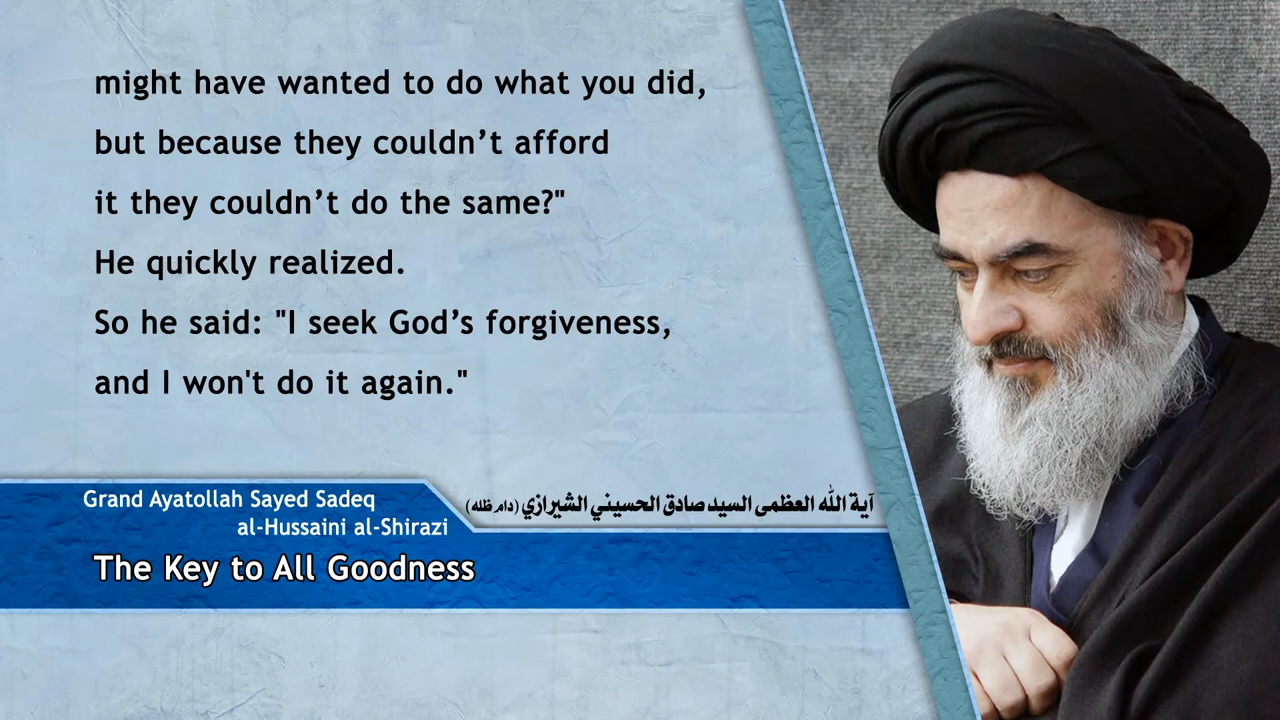 might have wanted to do what you did,
but because they couldn’t afford
it they couldn’t do the same?"
He quickly realized.
So he said: "I seek God’s forgiveness,
and I won't do it again."
Grand Ayatollah Sayed Sadeq
al-Hussaini al-Shirazi
آية الله العظمى السيد صادق الحسيني الشيرازي (دام ظله)
The Key to All Goodness